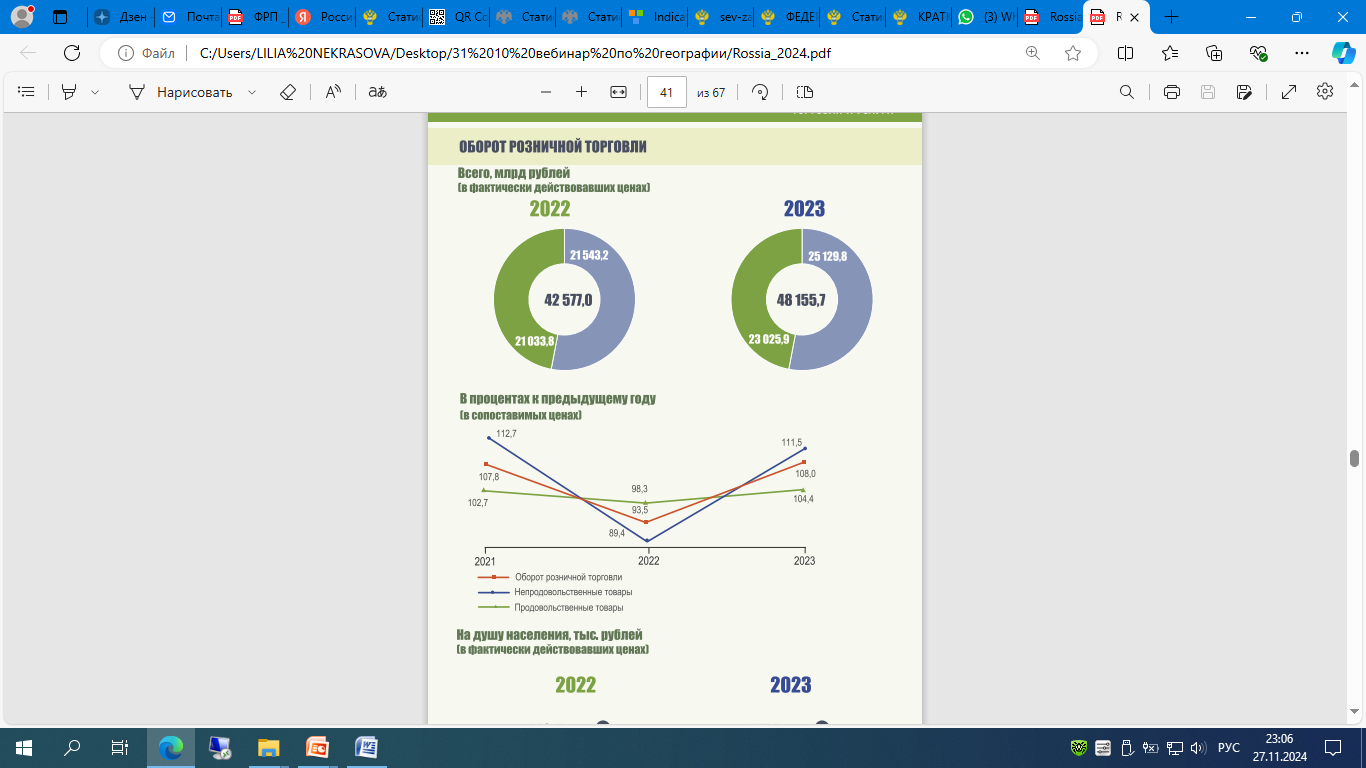 Дзен
Почта
ФРП
Росси
Стати
QR Co
Стати
Стати
Indica
sev-za
ФЕДЕ
Стати
КРАТК
(3) Wh
Rossia
R
Файл
C:/Users/LILIA%20NEKRASOVA/Desktop/31%2010%20вебинар%20по%20географии/Rossia_2024.pdf
Нарисовать
41
из 67
ОБОРОТ РОЗНИЧНОЙ ТОРГОВЛИ
Всего, млрд рублей
(в фактически действовавших ценах)
2022
2023
21 543,2
42 577,0
21 033,8
25 129,8
48 155,7
23 025,9
В процентах к предыдущему году
(в сопоставимых ценах)
112,7
107,8
102,7
98,3
93,5
89,4
111,5
108,0
104,4
2021
2022
2023
Оборот розничной торговли
Непродовольственные товары
Продовольственные товары
На душу населения, тыс. рублей
(в фактически действовавших ценах)
2022
2023
РУС
23:06
27.11.2024